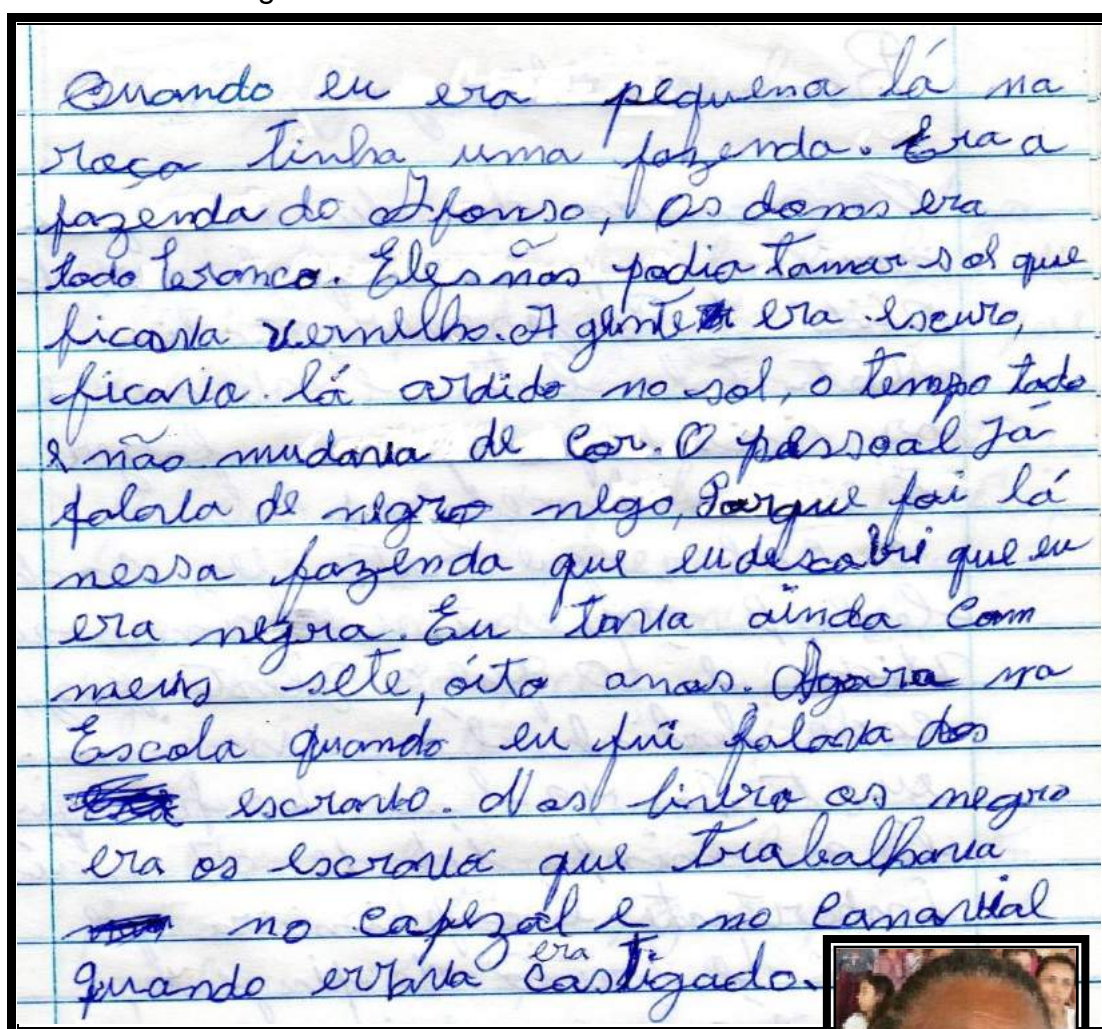 Quando eu era pequena lá na
roça tinha uma fazenda. Era a
fazenda do Afonso, os donos era
todo branco. Eles não podia tomar sol que
ficava vermelho. A gente era escuro,
ficava lá ardido no sol, o tempo todo
e não mudava de cor. O pessoal já
falava de negro nego, Porque foi lá
nessa fazenda que eu descobri que eu
era negra. Eu tava ainda com
meus sete, oito anos. Agora na
Escola quando eu fui falava dos
escravo. Nos livro os negro
era os escravo que trabalhava
no capezal e no canavial
quando errava era castigado.